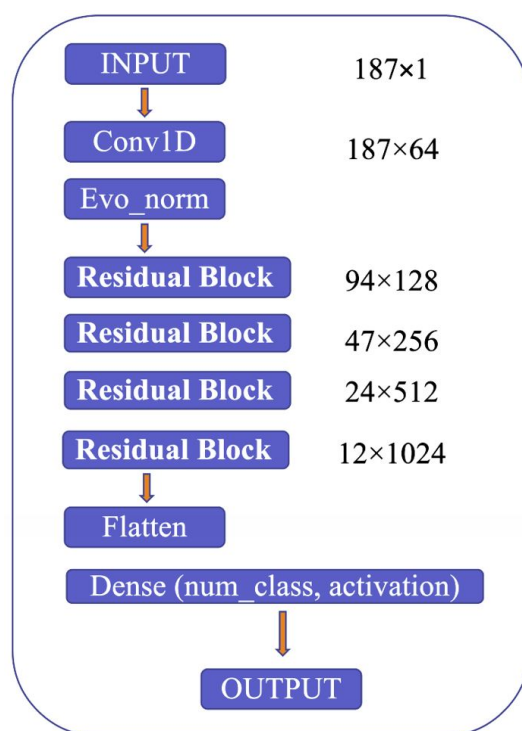 INPUT 187×1
Conv1D 187×64
Evo_norm
Residual Block 94×128
Residual Block 47×256
Residual Block 24×512
Residual Block 12×1024
Flatten
Dense (num_class, activation)
OUTPUT